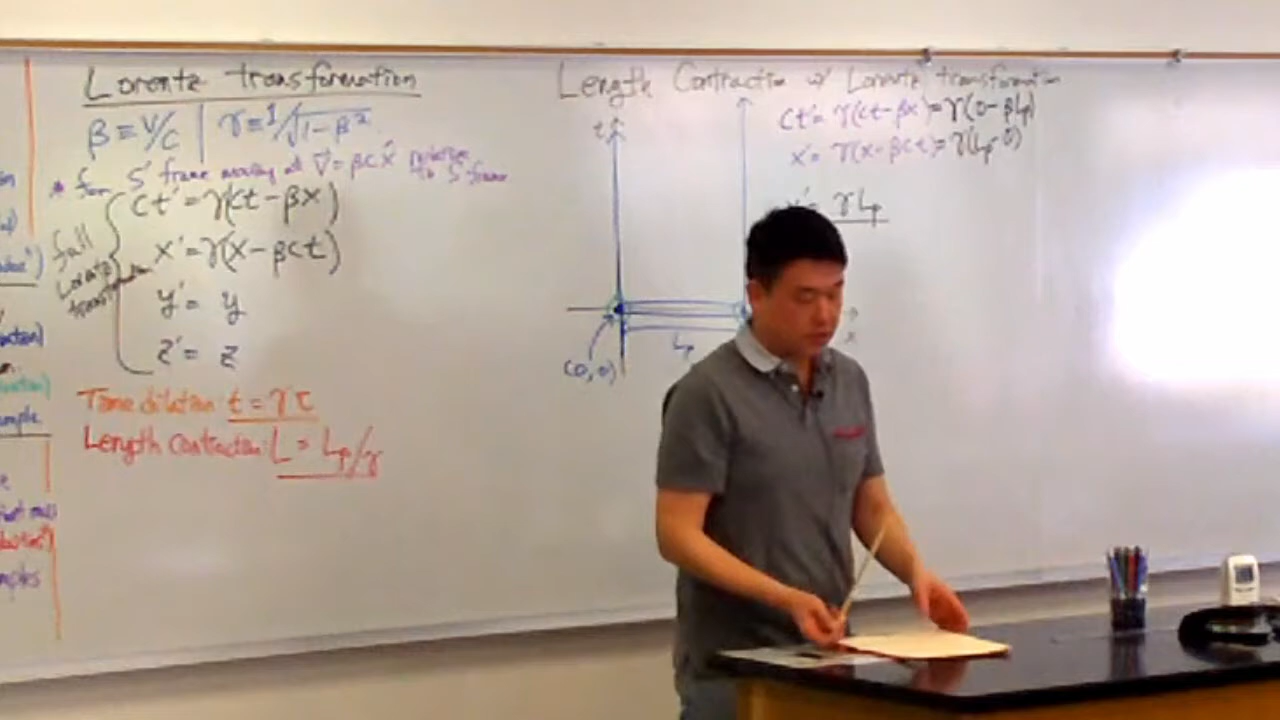 Lorentz transformation
β ≡ v/c | γ ≡ 1/√1-β²
* for S' frame moving at v⃗ = βc x̂ relative
to S frame
full
Lorentz
transformation
ct' = γ(ct - βx)
x' = γ(x - βct)
y' = y
z' = z
Time dilation: t = γτ
Length contraction: L = Lp/γ
Length Contraction w/ Lorentz transformation
ct' = γ(ct - βx) = γ(0 - βLp)
x' = γ(x - βct) = γ(Lp - 0)
x' = γLp
t
Lp
(0,0)